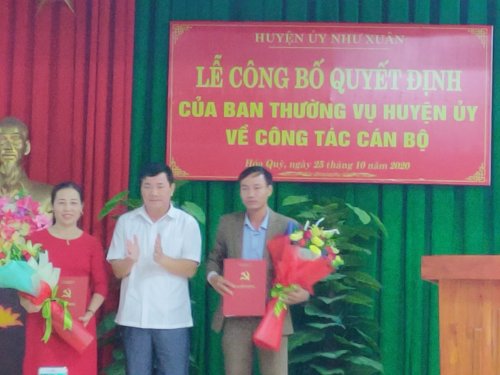 HUYỆN ỦY NHƯ XUÂN
LỄ CÔNG BỐ QUYẾT ĐỊNH
CỦA BAN THƯỜNG VỤ HUYỆN ỦY
VỀ CÔNG TÁC CÁN BỘ
Hóa Quỳ, ngày 25 tháng 10 năm 2020